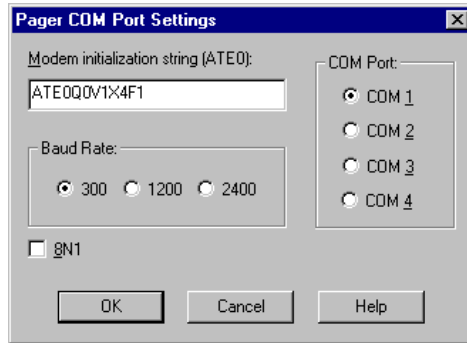 Pager COM Port Settings
Modem initialization string (ATE0):
ATE0Q0V1X4F1
Baud Rate:
300 1200 2400
8N1
COM Port:
COM 1
COM 2
COM 3
COM 4
OK Cancel Help